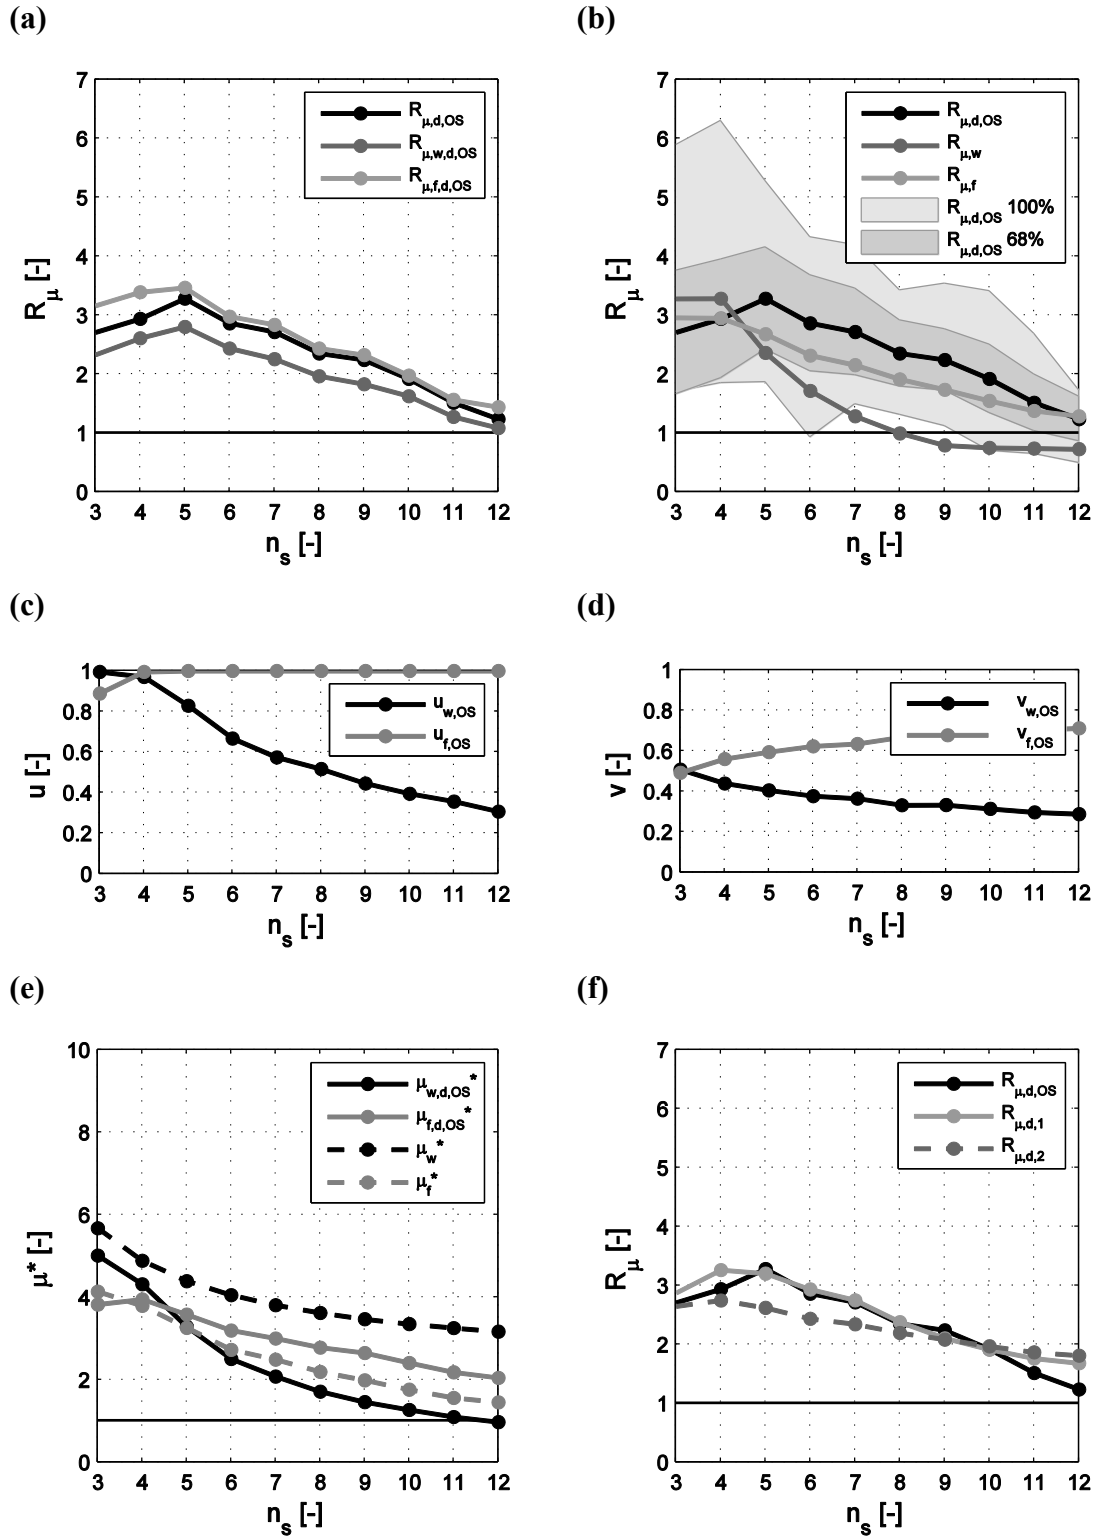 (a)
7
6
5
4
3
2
1
0
R_μ [-]
3 4 5 6 7 8 9 10 11 12
n_s [-]
R_μ,d,OS
R_μ,w,d,OS
R_μ,f,d,OS
(b)
7
6
5
4
3
2
1
0
R_μ [-]
3 4 5 6 7 8 9 10 11 12
n_s [-]
R_μ,d,OS
R_μ,w
R_μ,f
R_μ,d,OS 100%
R_μ,d,OS 68%
(c)
1
0.8
0.6
0.4
0.2
0
u [-]
3 4 5 6 7 8 9 10 11 12
n_s [-]
u_w,OS
u_f,OS
(d)
1
0.8
0.6
0.4
0.2
0
v [-]
3 4 5 6 7 8 9 10 11 12
n_s [-]
v_w,OS
v_f,OS
(e)
10
8
6
4
2
0
μ* [-]
3 4 5 6 7 8 9 10 11 12
n_s [-]
μ_w,d,OS*
μ_f,d,OS*
μ_w*
μ_f*
(f)
7
6
5
4
3
2
1
0
R_μ [-]
3 4 5 6 7 8 9 10 11 12
n_s [-]
R_μ,d,OS
R_μ,d,1
R_μ,d,2